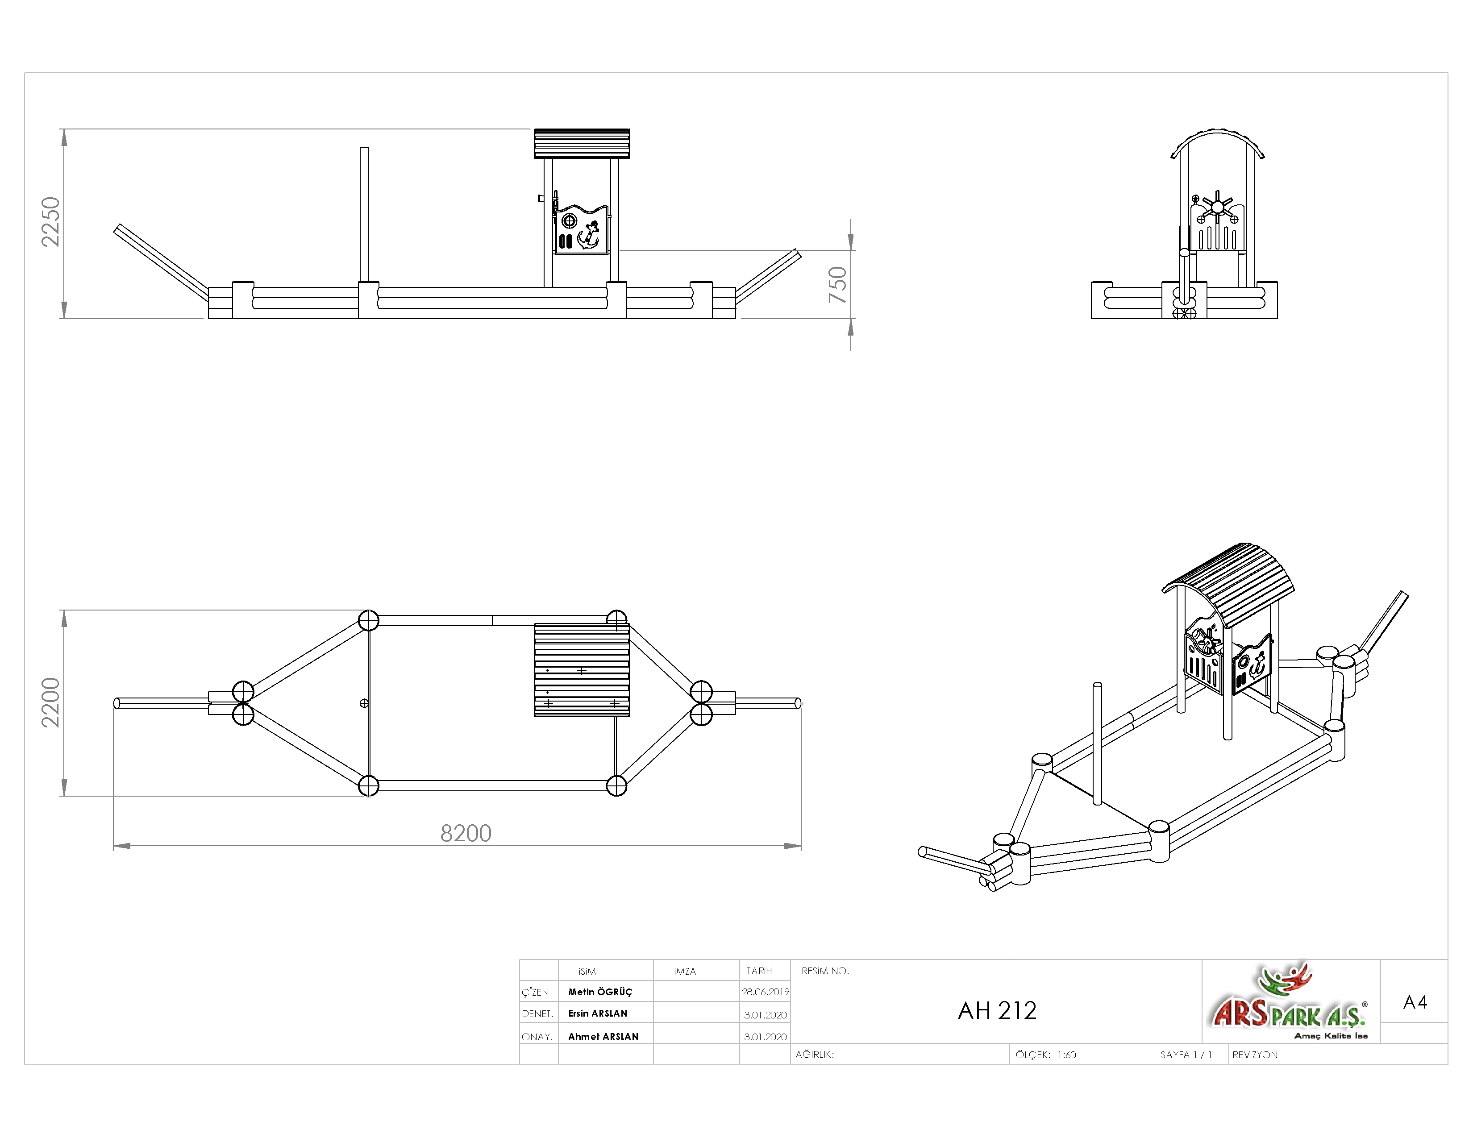 2250
750
2200
8200
İSİM İMZA TARİH RESİM NO.
ÇİZEN. Metin ÖGRÜÇ 28.06.2019
DENET. Ersin ARSLAN 3.01.2020
ONAY. Ahmet ARSLAN 3.01.2020
AH 212
ARSPARK A.Ş.®
Amaç Kalite İse
A4
AĞIRLIK: ÖLÇEK: 1:60 SAYFA 1 / 1 REVİZYON